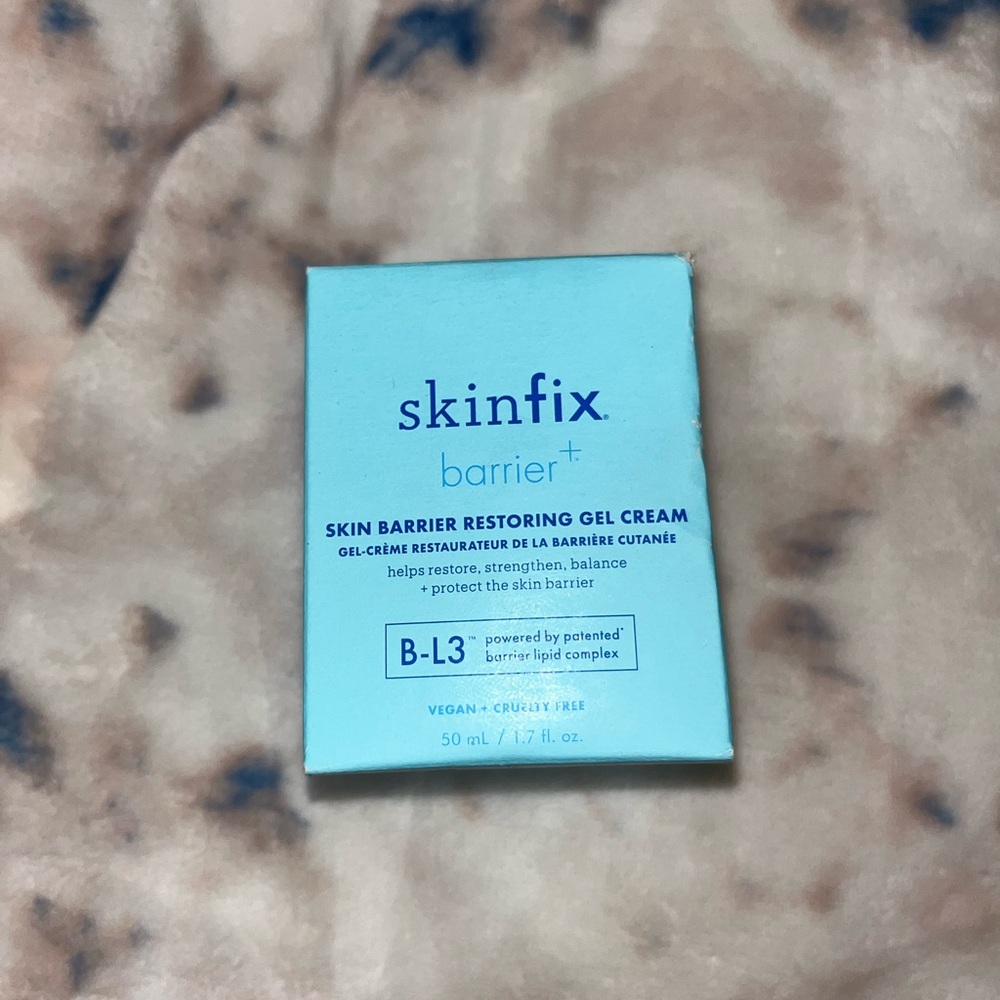 skinfix®
barrier+™
SKIN BARRIER RESTORING GEL CREAM
GEL-CRÈME RESTAURATEUR DE LA BARRIÈRE CUTANÉE
helps restore, strengthen, balance
+ protect the skin barrier
B-L3™ powered by patented*
barrier lipid complex
VEGAN + CRUELTY FREE
50 mL / 1.7 fl. oz.